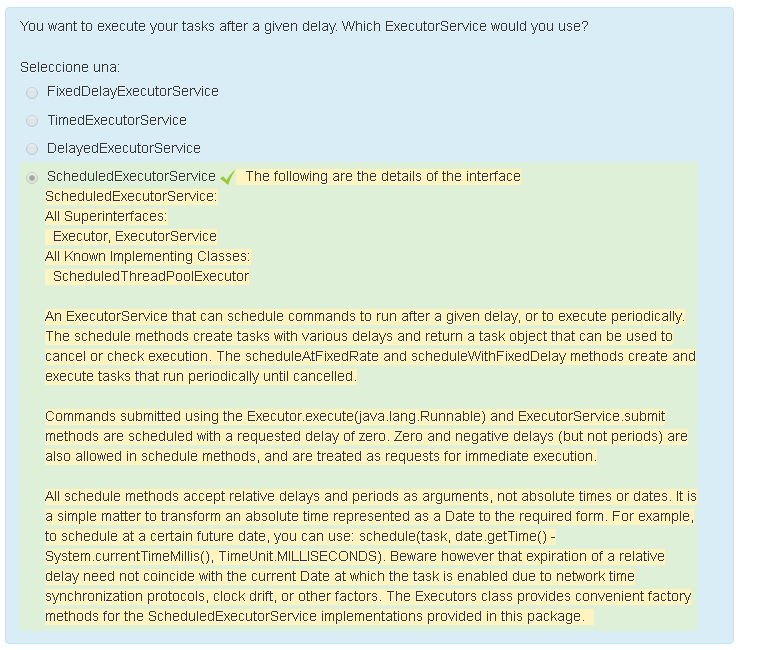 You want to execute your tasks after a given delay. Which ExecutorService would you use?
Seleccione una:
FixedDelayExecutorService
TimedExecutorService
DelayedExecutorService
ScheduledExecutorService The following are the details of the interface
ScheduledExecutorService:
All Superinterfaces:
Executor, ExecutorService
All Known Implementing Classes:
ScheduledThreadPoolExecutor
An ExecutorService that can schedule commands to run after a given delay, or to execute periodically.
The schedule methods create tasks with various delays and return a task object that can be used to
cancel or check execution. The scheduleAtFixedRate and scheduleWithFixedDelay methods create and
execute tasks that run periodically until cancelled.
Commands submitted using the Executor.execute(java.lang.Runnable) and ExecutorService.submit
methods are scheduled with a requested delay of zero. Zero and negative delays (but not periods) are
also allowed in schedule methods, and are treated as requests for immediate execution.
All schedule methods accept relative delays and periods as arguments, not absolute times or dates. It is
a simple matter to transform an absolute time represented as a Date to the required form. For example,
to schedule at a certain future date, you can use: schedule(task, date.getTime() -
System.currentTimeMillis(), TimeUnit.MILLISECONDS). Beware however that expiration of a relative
delay need not coincide with the current Date at which the task is enabled due to network time
synchronization protocols, clock drift, or other factors. The Executors class provides convenient factory
methods for the ScheduledExecutorService implementations provided in this package.